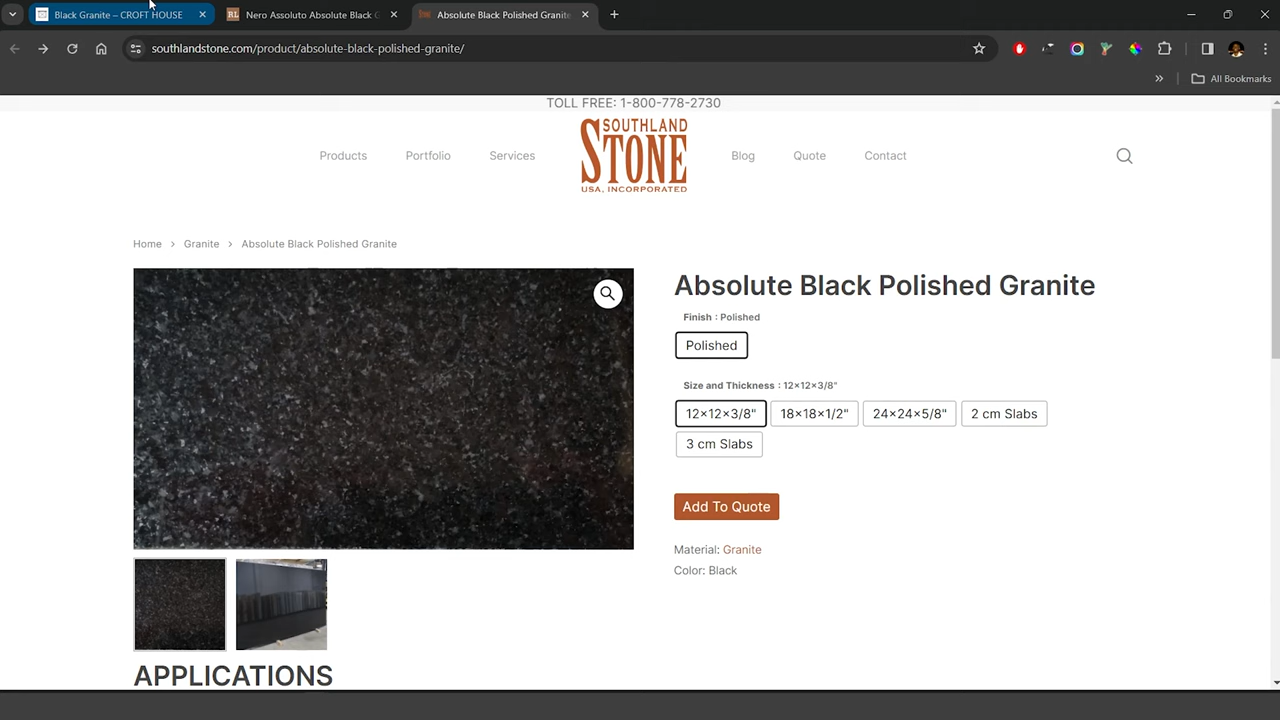 Black Granite – CROFT HOUSE
Nero Assoluto Absolute Black G
Absolute Black Polished Granite
southlandstone.com/product/absolute-black-polished-granite/
All Bookmarks
TOLL FREE: 1-800-778-2730
Products
Portfolio
Services
SOUTHLAND
STONE
USA, INCORPORATED
Blog
Quote
Contact
Home > Granite > Absolute Black Polished Granite
Absolute Black Polished Granite
Finish : Polished
Polished
Size and Thickness : 12×12×3/8"
12×12×3/8" 18×18×1/2" 24×24×5/8" 2 cm Slabs
3 cm Slabs
Add To Quote
Material: Granite
Color: Black
APPLICATIONS